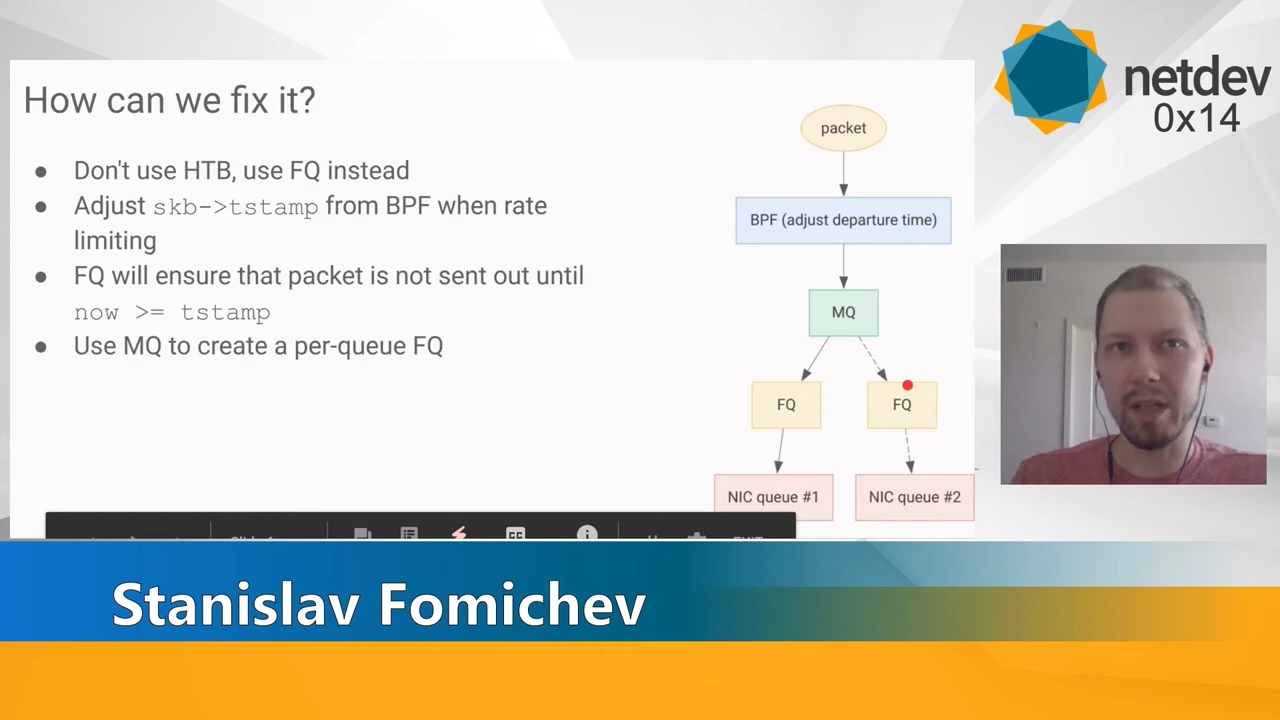 How can we fix it?
● Don't use HTB, use FQ instead
● Adjust skb->tstamp from BPF when rate
limiting
● FQ will ensure that packet is not sent out until
now >= tstamp
● Use MQ to create a per-queue FQ
packet
BPF (adjust departure time)
MQ
FQ
FQ
NIC queue #1
NIC queue #2
netdev
0x14
Stanislav Fomichev